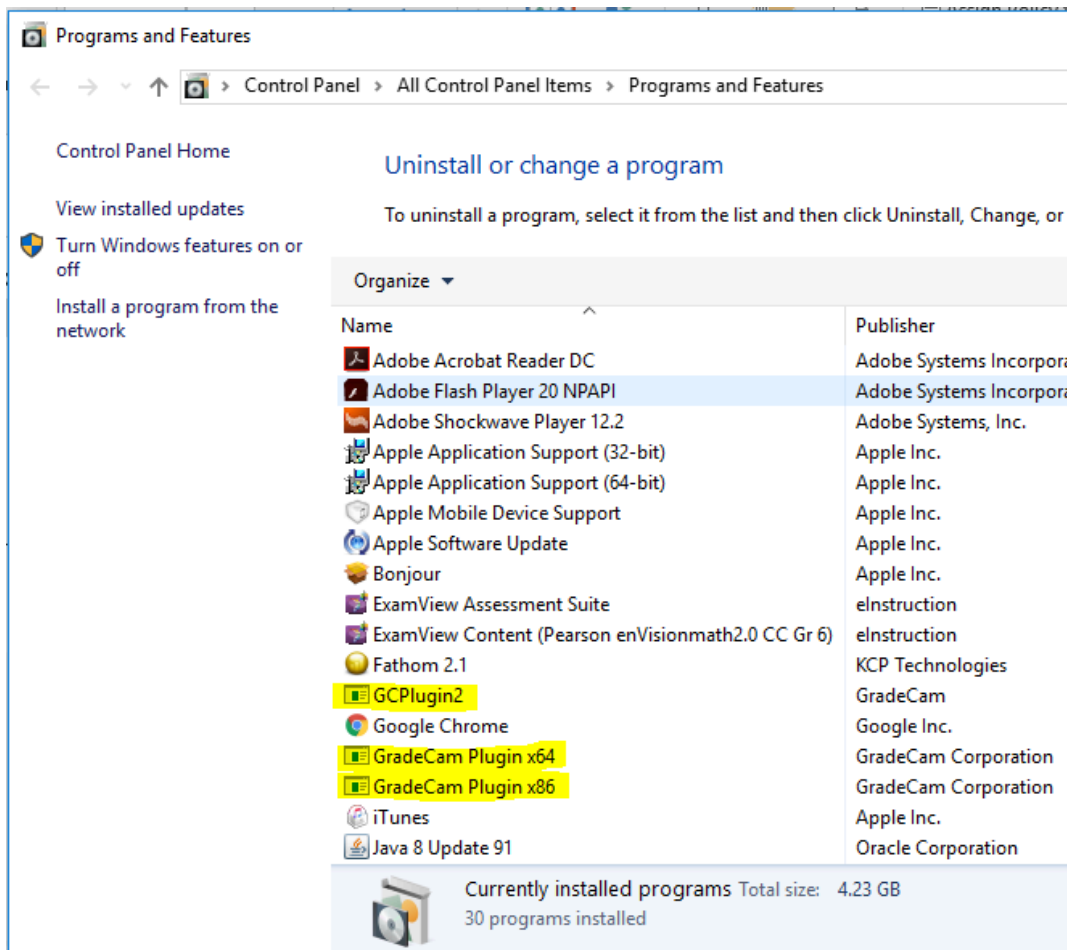 Programs and Features
Control Panel > All Control Panel Items > Programs and Features
Control Panel Home
View installed updates
Turn Windows features on or
off
Install a program from the
network
Uninstall or change a program
To uninstall a program, select it from the list and then click Uninstall, Change, or
Organize
Name Publisher
Adobe Acrobat Reader DC Adobe Systems Incorpora
Adobe Flash Player 20 NPAPI Adobe Systems Incorpora
Adobe Shockwave Player 12.2 Adobe Systems, Inc.
Apple Application Support (32-bit) Apple Inc.
Apple Application Support (64-bit) Apple Inc.
Apple Mobile Device Support Apple Inc.
Apple Software Update Apple Inc.
Bonjour Apple Inc.
ExamView Assessment Suite eInstruction
ExamView Content (Pearson enVisionmath2.0 CC Gr 6) eInstruction
Fathom 2.1 KCP Technologies
GCPlugin2 GradeCam
Google Chrome Google Inc.
GradeCam Plugin x64 GradeCam Corporation
GradeCam Plugin x86 GradeCam Corporation
iTunes Apple Inc.
Java 8 Update 91 Oracle Corporation
Currently installed programs Total size: 4.23 GB
30 programs installed